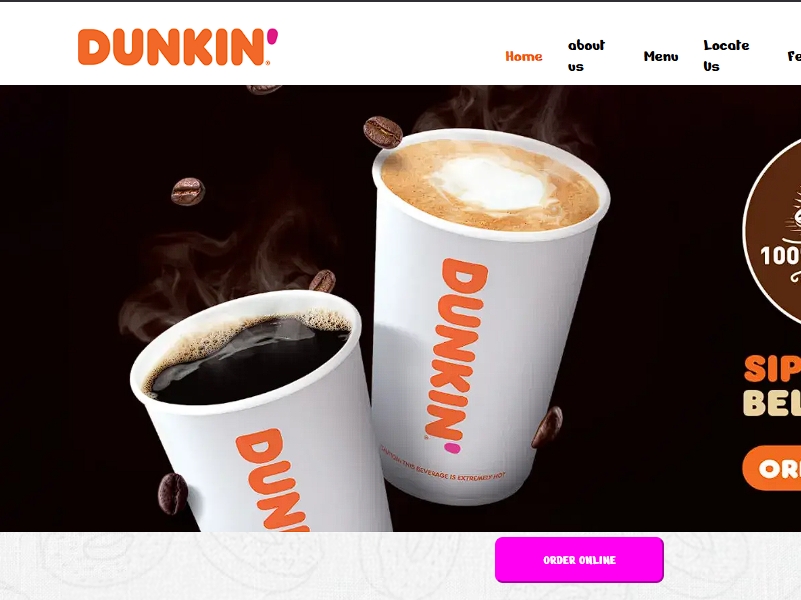 DUNKIN'
Home
about
us
Menu
Locate
Us
Fe
100
DUNKIN'
CAUTION THIS BEVERAGE IS EXTREMELY HOT
DUN
SIP
BEL
ORD
ORDER ONLINE